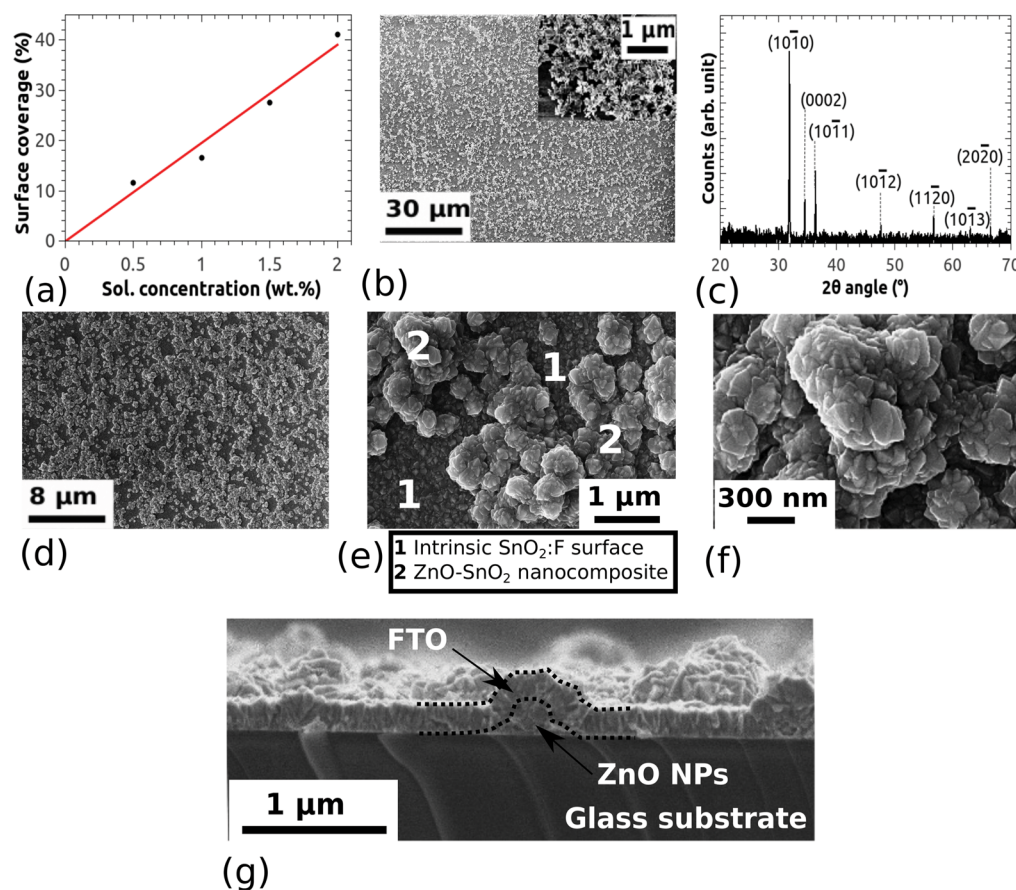 Surface coverage (%)
40
30
20
10
0
0 0.5 1 1.5 2
Sol. concentration (wt.%)
(a)
1 µm
30 µm
(b)
Counts (arb. unit)
(101̄0)
(0002)
(101̄1)
(101̄2)
(112̄0)
(101̄3)
(202̄0)
20 30 40 50 60 70
2θ angle (°)
(c)
8 µm
(d)
2
1
2
1
1 µm
(e)
1 Intrinsic SnO₂:F surface
2 ZnO-SnO₂ nanocomposite
300 nm
(f)
FTO
ZnO NPs
Glass substrate
1 µm
(g)